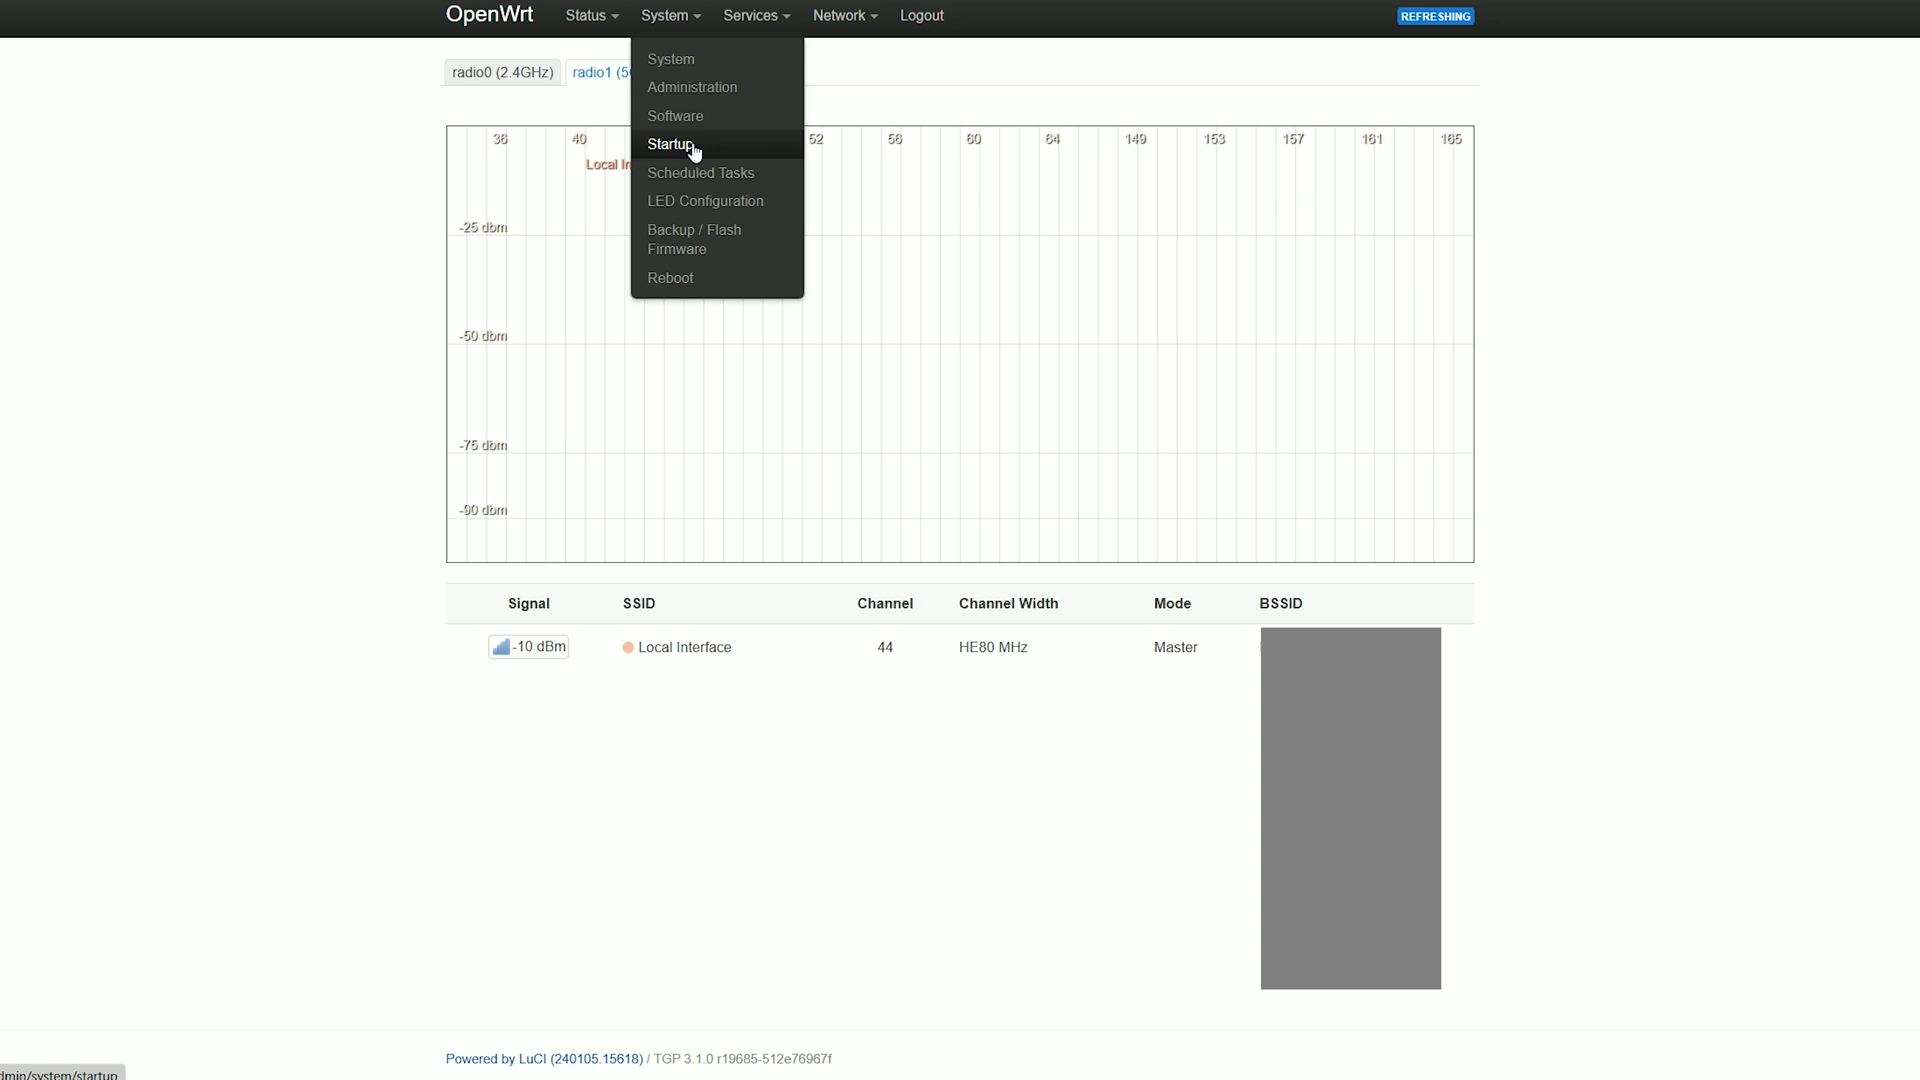 OpenWrt Status System Services Network Logout REFRESHING
radio0 (2.4GHz) radio1 (5
System
Administration
Software
Startup
Scheduled Tasks
LED Configuration
Backup / Flash
Firmware
Reboot
36 40 52 56 60 64 149 153 157 161 165
Local In
-25 dbm
-50 dbm
-75 dbm
-90 dbm
Signal SSID Channel Channel Width Mode BSSID
-10 dBm Local Interface 44 HE80 MHz Master
Powered by LuCI (240105.15618) / TGP 3.1.0 r19685-512e76967f
dmin/system/startup